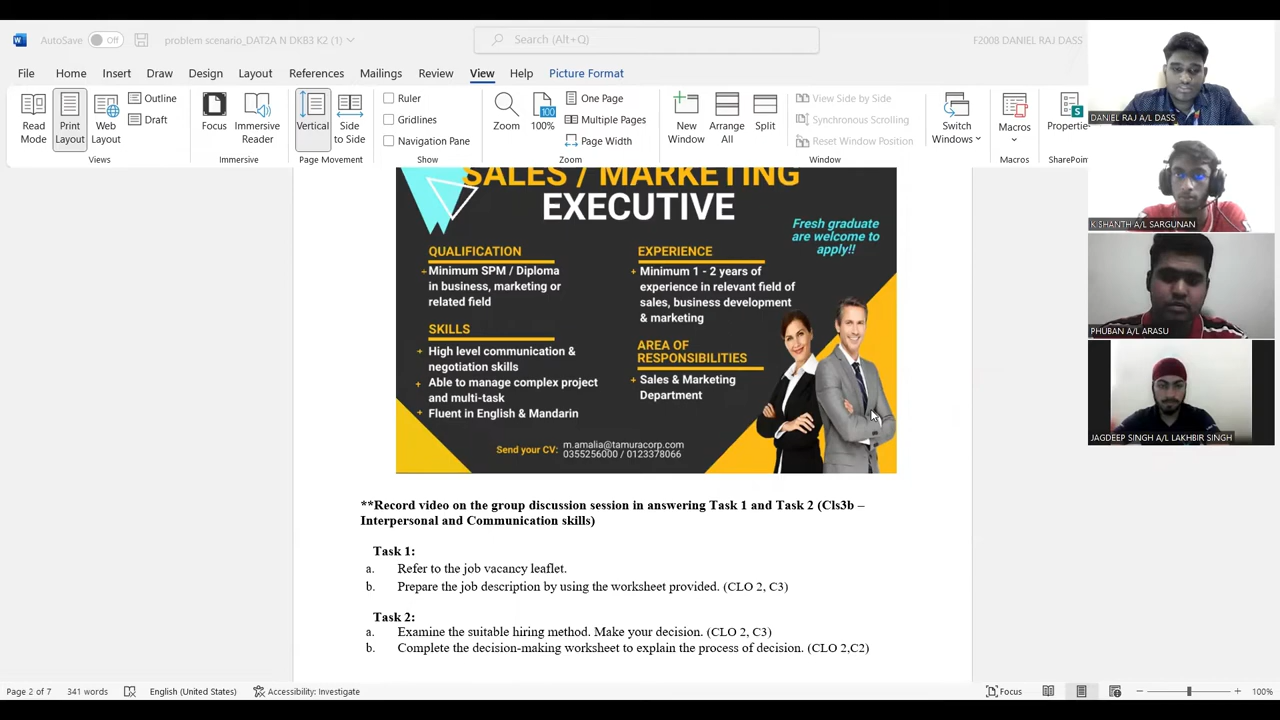 AutoSave Off problem scenario_DAT2A N DKB3 K2 (1) Search (Alt+Q) F2008 DANIEL RAJ DASS
File Home Insert Draw Design Layout References Mailings Review View Help Picture Format
Read Mode
Print Layout
Web Layout
Outline
Draft
Views
Focus
Immersive Reader
Immersive
Vertical
Side to Side
Page Movement
Ruler
Gridlines
Navigation Pane
Show
Zoom
100
100%
One Page
Multiple Pages
Page Width
Zoom
New Window
Arrange All
Split
View Side by Side
Synchronous Scrolling
Reset Window Position
Window
Switch Windows
Macros
Macros
Propertie
SharePoin
DANIEL RAJ A/L DASS
KISHANTH A/L SARGUNAN
PHUBAN A/L ARASU
JAGDEEP SINGH A/L LAKHBIR SINGH
SALES / MARKETING
EXECUTIVE
Fresh graduate
are welcome to
apply!!
QUALIFICATION
+ Minimum SPM / Diploma
in business, marketing or
related field
SKILLS
+ High level communication &
negotiation skills
+ Able to manage complex project
and multi-task
+ Fluent in English & Mandarin
EXPERIENCE
+ Minimum 1 - 2 years of
experience in relevant field of
sales, business development
& marketing
AREA OF
RESPONSIBILITIES
+ Sales & Marketing
Department
Send your CV: m.amalia@tamuracorp.com
0355256000 / 0123378066
**Record video on the group discussion session in answering Task 1 and Task 2 (Cls3b –
Interpersonal and Communication skills)
Task 1:
a. Refer to the job vacancy leaflet.
b. Prepare the job description by using the worksheet provided. (CLO 2, C3)
Task 2:
a. Examine the suitable hiring method. Make your decision. (CLO 2, C3)
b. Complete the decision-making worksheet to explain the process of decision. (CLO 2,C2)
Page 2 of 7 341 words English (United States) Accessibility: Investigate Focus 100%